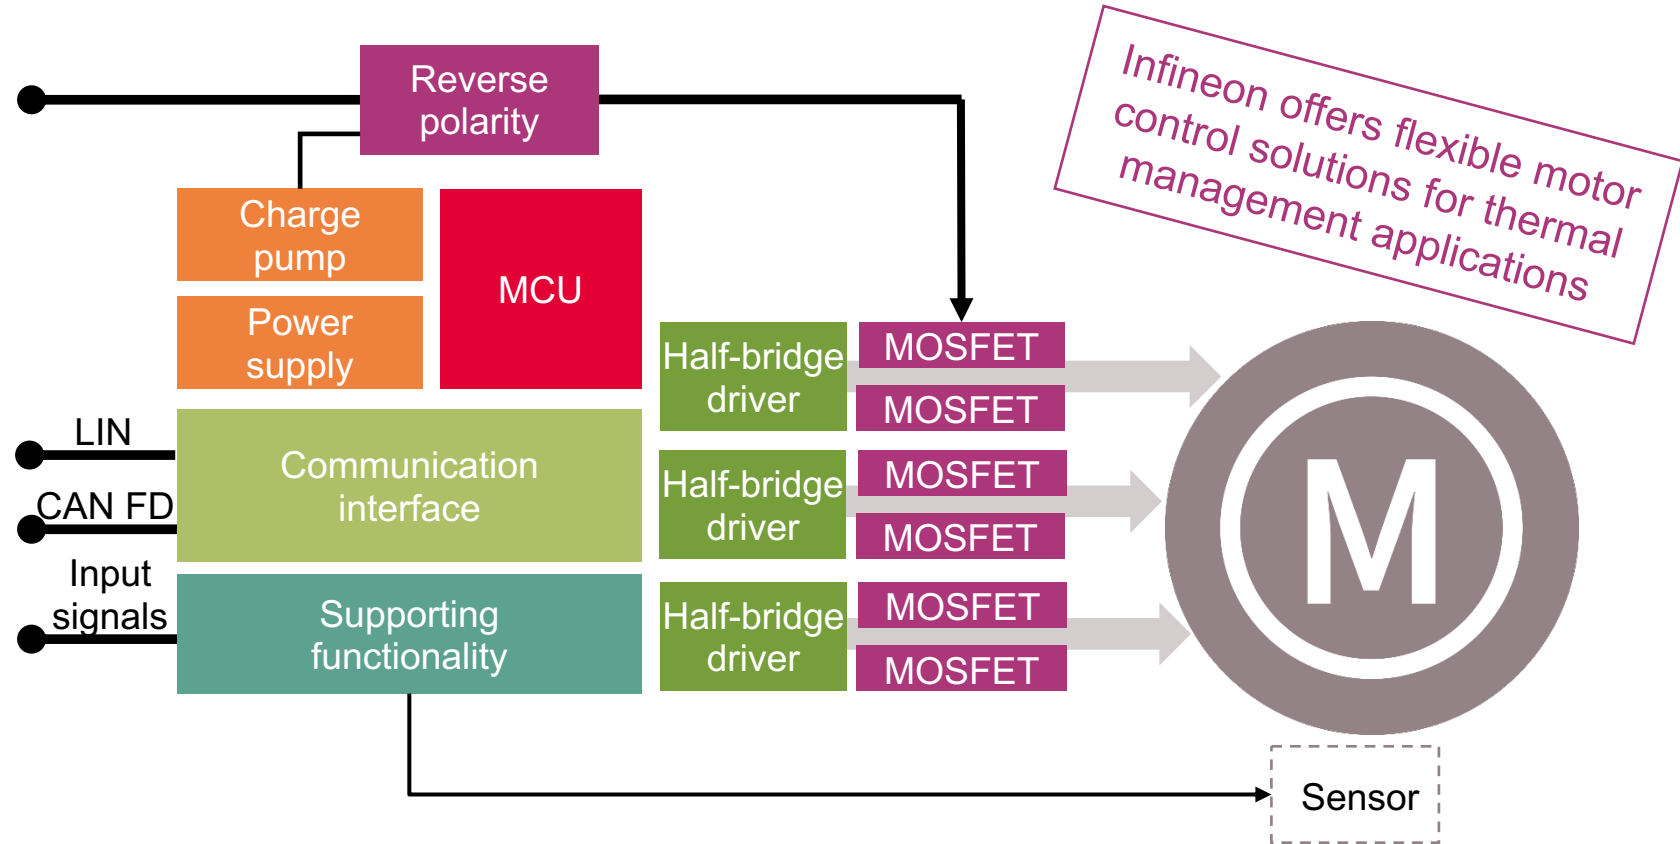 Reverse
polarity
Infineon offers flexible motor
control solutions for thermal
management applications
Charge
pump
MCU
Power
supply
Half-bridge
driver
MOSFET
MOSFET
LIN
CAN FD
Communication
interface
Half-bridge
driver
MOSFET
MOSFET
M
Input
signals
Supporting
functionality
Half-bridge
driver
MOSFET
MOSFET
Sensor